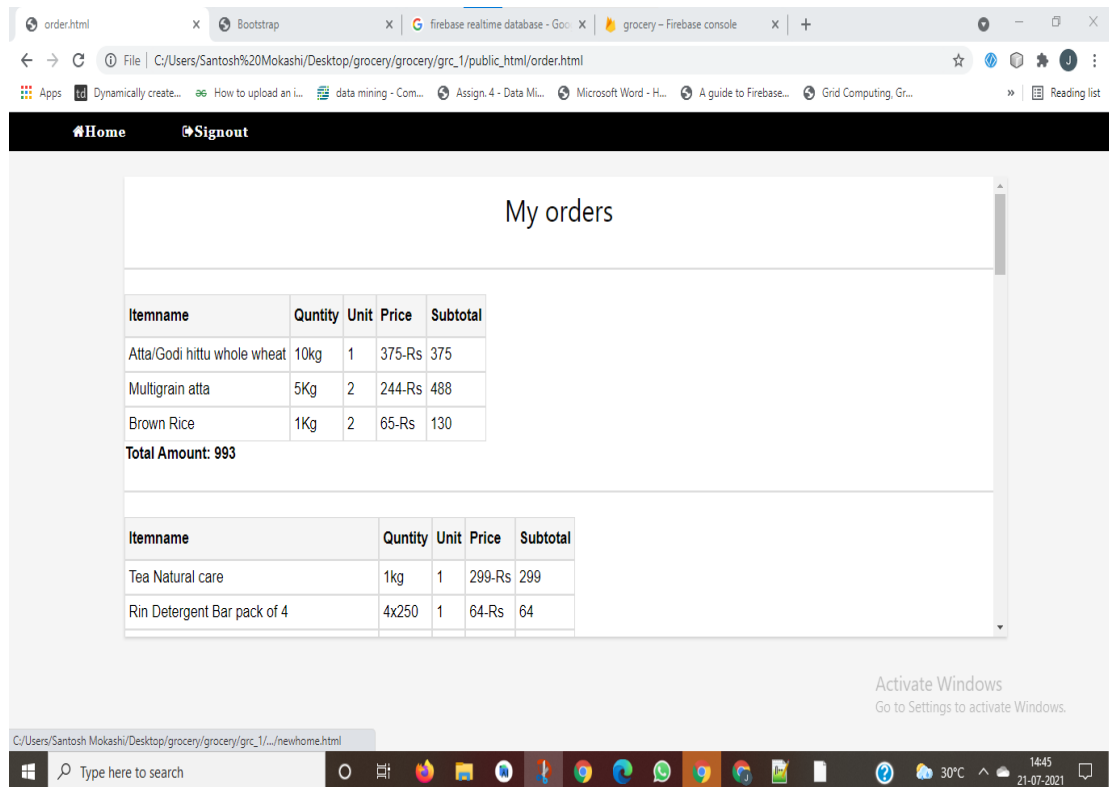 order.html Bootstrap firebase realtime database - Goo grocery – Firebase console
File C:/Users/Santosh%20Mokashi/Desktop/grocery/grocery/grc_1/public_html/order.html J
Apps td Dynamically create... How to upload an i... data mining - Com... Assign. 4 - Data Mi... Microsoft Word - H... A guide to Firebase... Grid Computing, Gr... » Reading list
Home Signout
My orders
Itemname Quntity Unit Price Subtotal
Atta/Godi hittu whole wheat 10kg 1 375-Rs 375
Multigrain atta 5Kg 2 244-Rs 488
Brown Rice 1Kg 2 65-Rs 130
Total Amount: 993
Itemname Quntity Unit Price Subtotal
Tea Natural care 1kg 1 299-Rs 299
Rin Detergent Bar pack of 4 4x250 1 64-Rs 64
Activate Windows
Go to Settings to activate Windows.
C:/Users/Santosh Mokashi/Desktop/grocery/grocery/grc_1/.../newhome.html
Type here to search 30°C 14:45
21-07-2021